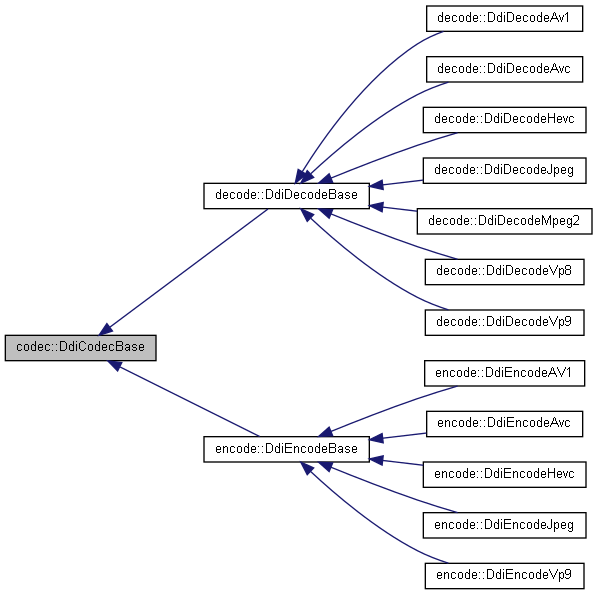 decode::DdiDecodeAv1
decode::DdiDecodeAvc
decode::DdiDecodeHevc
decode::DdiDecodeJpeg
decode::DdiDecodeBase
decode::DdiDecodeMpeg2
decode::DdiDecodeVp8
decode::DdiDecodeVp9
codec::DdiCodecBase
encode::DdiEncodeAV1
encode::DdiEncodeAvc
encode::DdiEncodeBase
encode::DdiEncodeHevc
encode::DdiEncodeJpeg
encode::DdiEncodeVp9